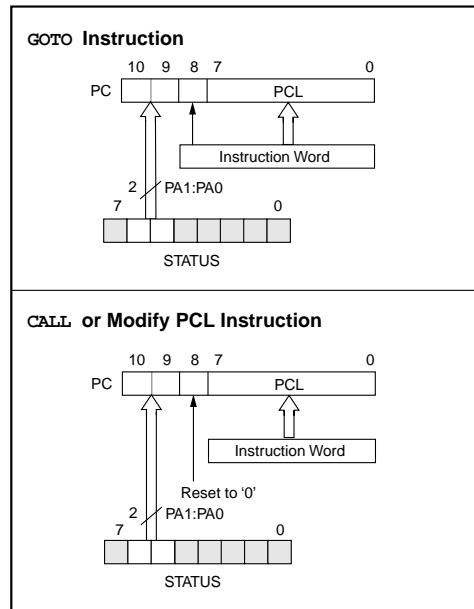 GOTO Instruction
10 9 8 7 0
PC PCL
Instruction Word
2 PA1:PA0
7 0
STATUS
CALL or Modify PCL Instruction
10 9 8 7 0
PC PCL
Instruction Word
Reset to ‘0’
2 PA1:PA0
7 0
STATUS